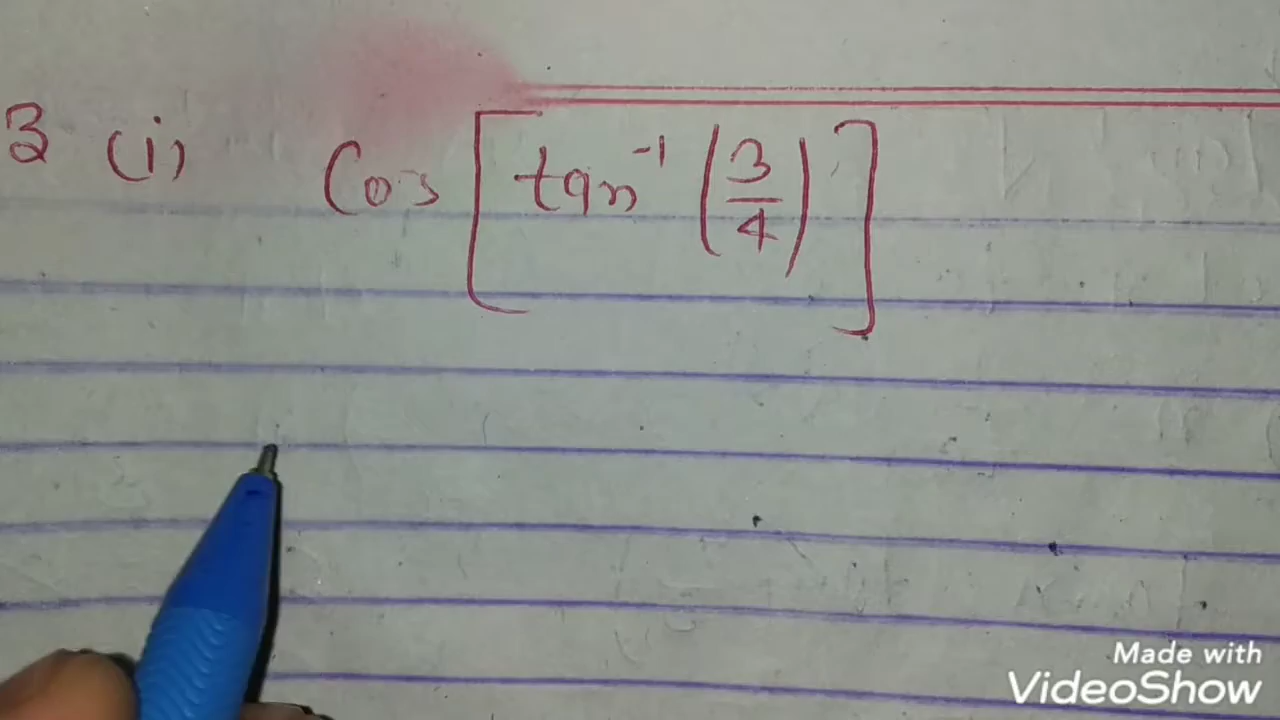 3 (i) Cos [tan⁻¹ (3/4)]
Made with
VideoShow